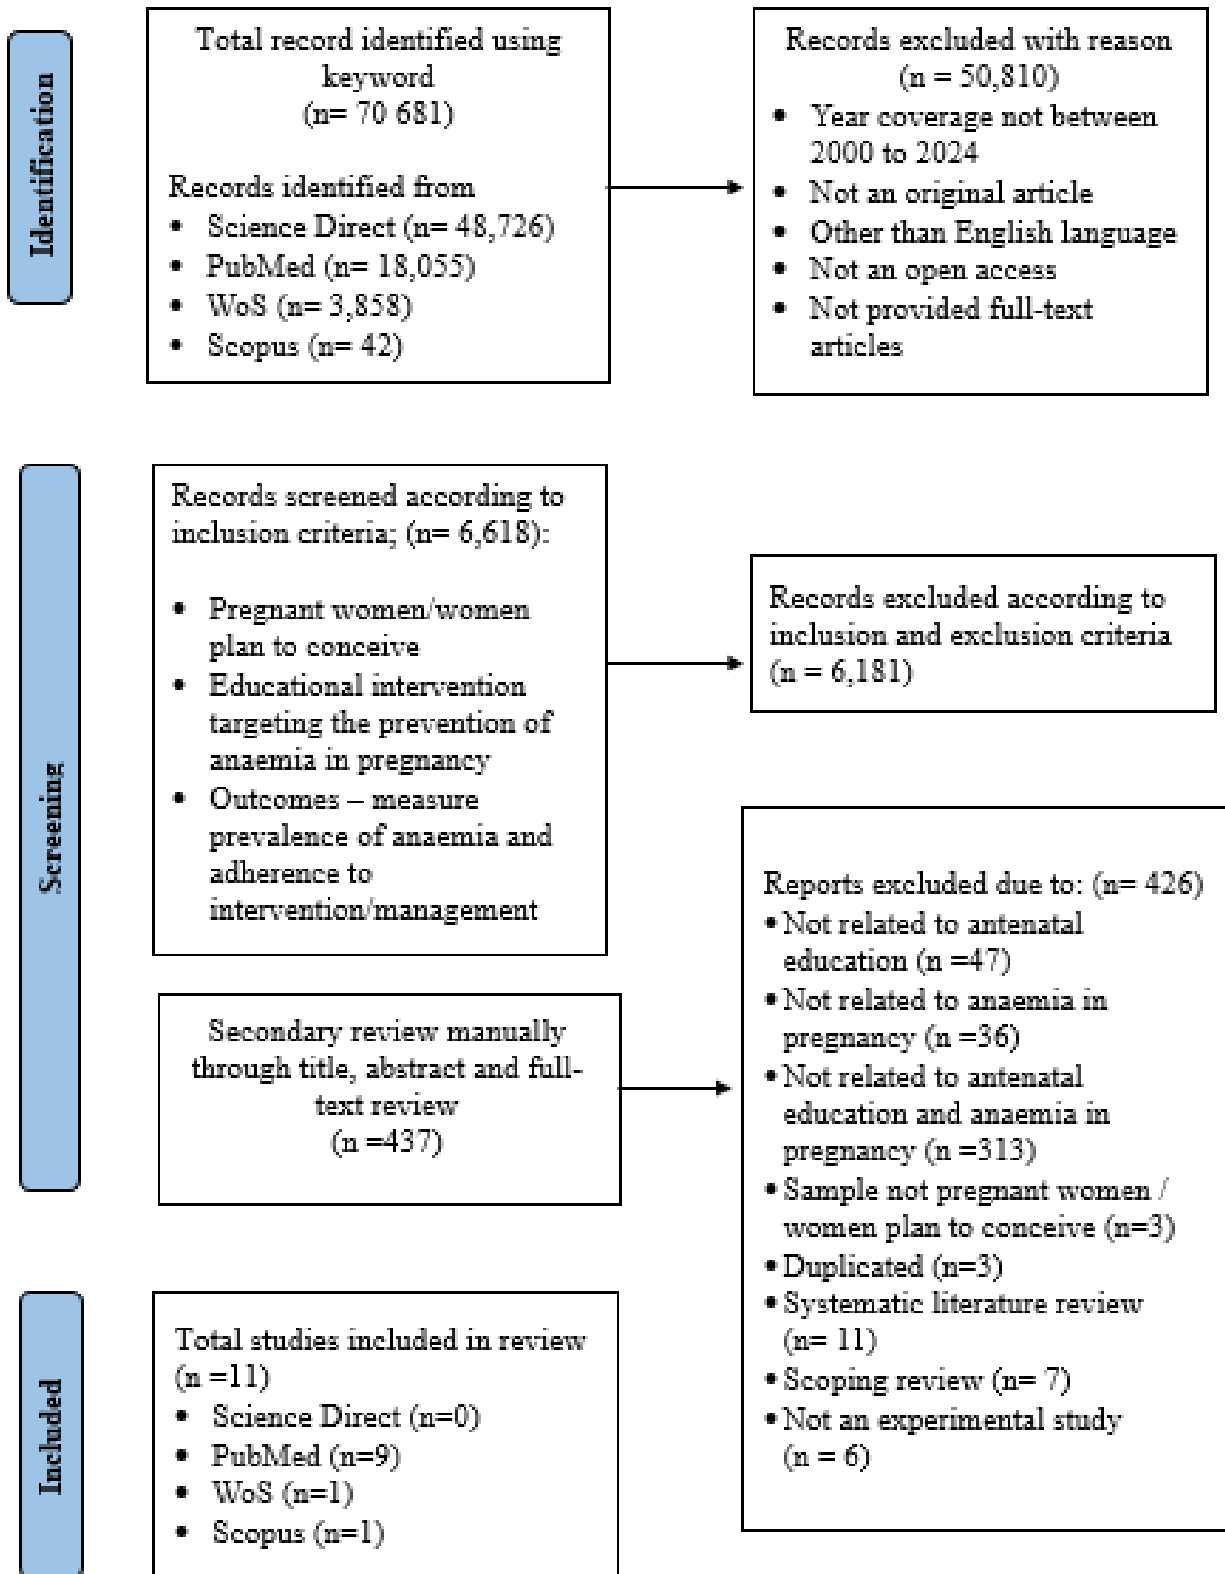 Identification
Total record identified using
keyword
(n= 70 681)
Records identified from
• Science Direct (n= 48,726)
• PubMed (n= 18,055)
• WoS (n= 3,858)
• Scopus (n= 42)
Records excluded with reason
(n = 50,810)
• Year coverage not between
2000 to 2024
• Not an original article
• Other than English language
• Not an open access
• Not provided full-text
articles
Screening
Records screened according to
inclusion criteria; (n= 6,618):
• Pregnant women/women
plan to conceive
• Educational intervention
targeting the prevention of
anaemia in pregnancy
• Outcomes – measure
prevalence of anaemia and
adherence to
intervention/management
Records excluded according to
inclusion and exclusion criteria
(n = 6,181)
Secondary review manually
through title, abstract and full-
text review
(n =437)
Reports excluded due to: (n= 426)
• Not related to antenatal
education (n =47)
• Not related to anaemia in
pregnancy (n =36)
• Not related to antenatal
education and anaemia in
pregnancy (n =313)
• Sample not pregnant women /
women plan to conceive (n=3)
• Duplicated (n=3)
• Systematic literature review
(n= 11)
• Scoping review (n= 7)
• Not an experimental study
(n = 6)
Included
Total studies included in review
(n =11)
• Science Direct (n=0)
• PubMed (n=9)
• WoS (n=1)
• Scopus (n=1)